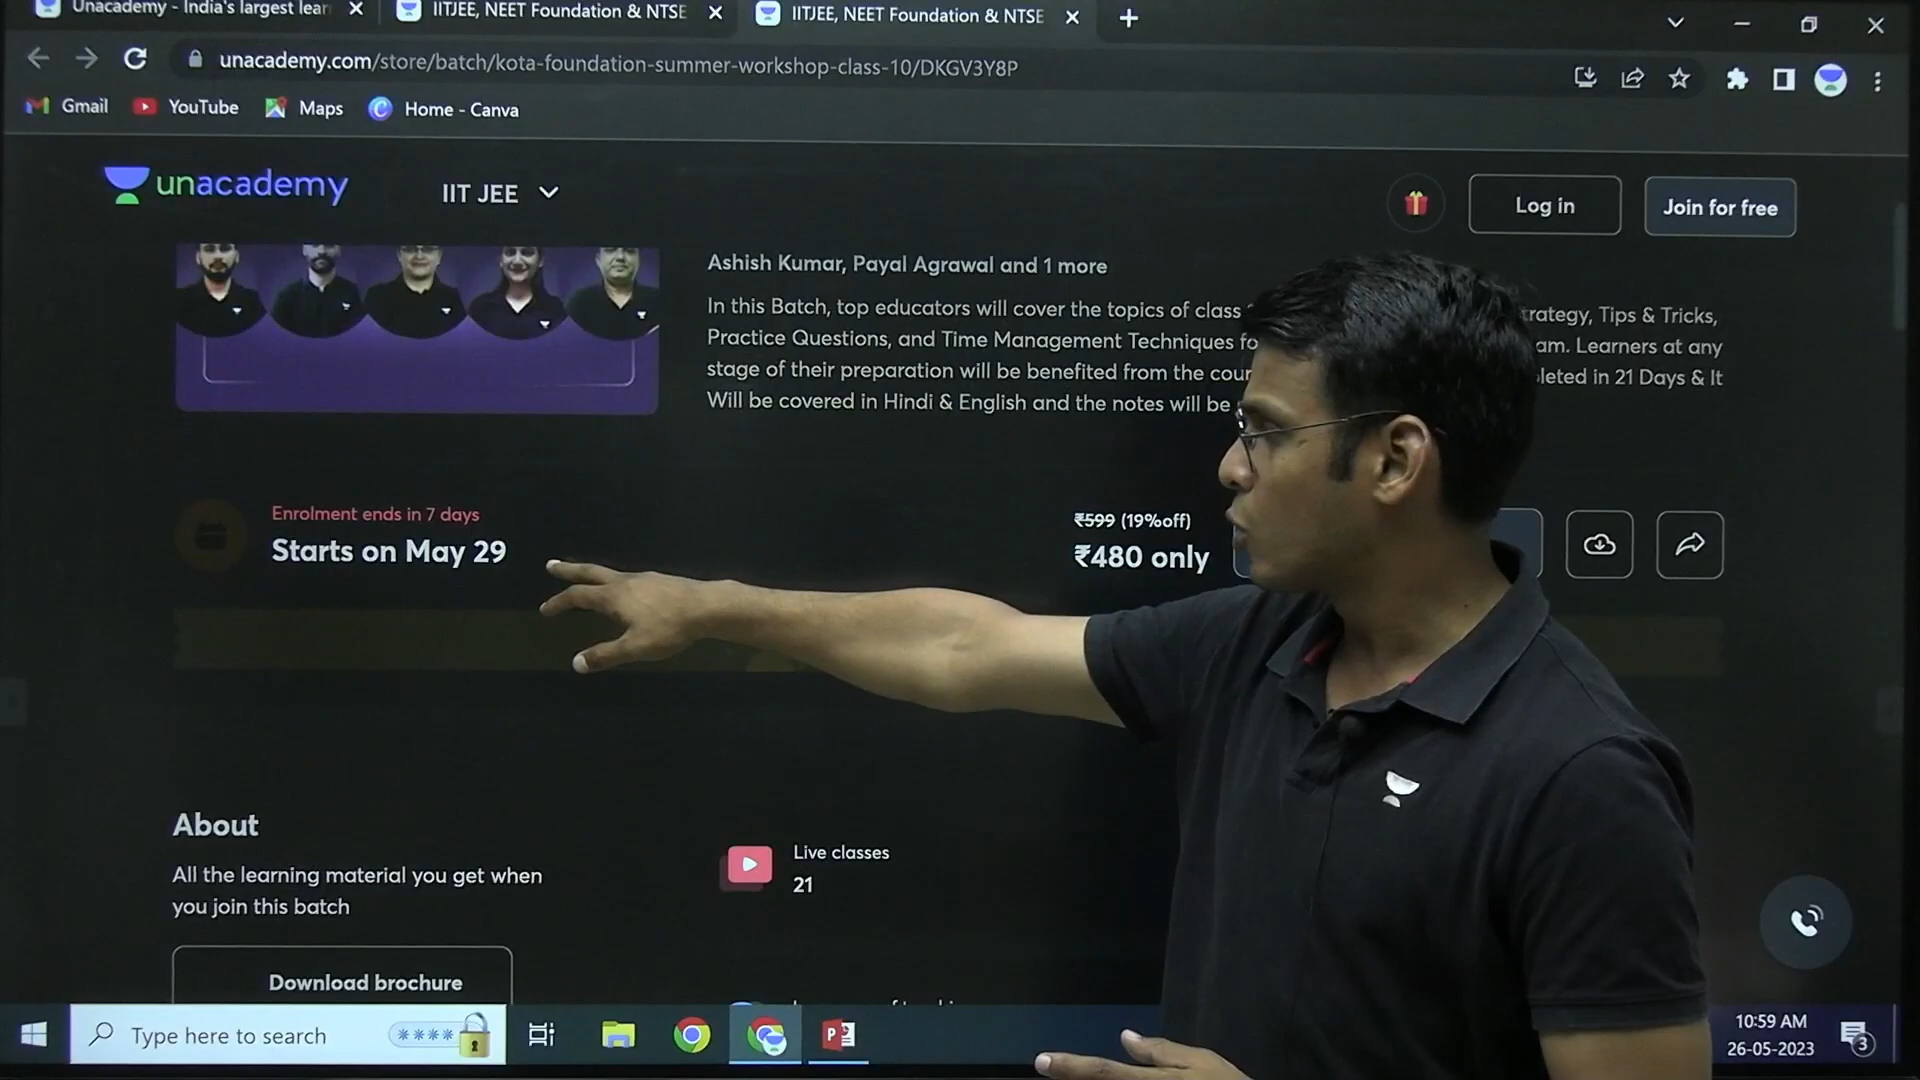 Unacademy - India's largest lear
IITJEE, NEET Foundation & NTSE
IITJEE, NEET Foundation & NTSE
unacademy.com/store/batch/kota-foundation-summer-workshop-class-10/DKGV3Y8P
Gmail
YouTube
Maps
Home - Canva
unacademy
IIT JEE
Log in
Join for free
Ashish Kumar, Payal Agrawal and 1 more
In this Batch, top educators will cover the topics of class trategy, Tips & Tricks,
Practice Questions, and Time Management Techniques fo am. Learners at any
stage of their preparation will be benefited from the cour leted in 21 Days & It
Will be covered in Hindi & English and the notes will be
Enrolment ends in 7 days
Starts on May 29
₹599 (19%off)
₹480 only
About
All the learning material you get when
you join this batch
Live classes
21
Download brochure
Type here to search
****
10:59 AM
26-05-2023
3